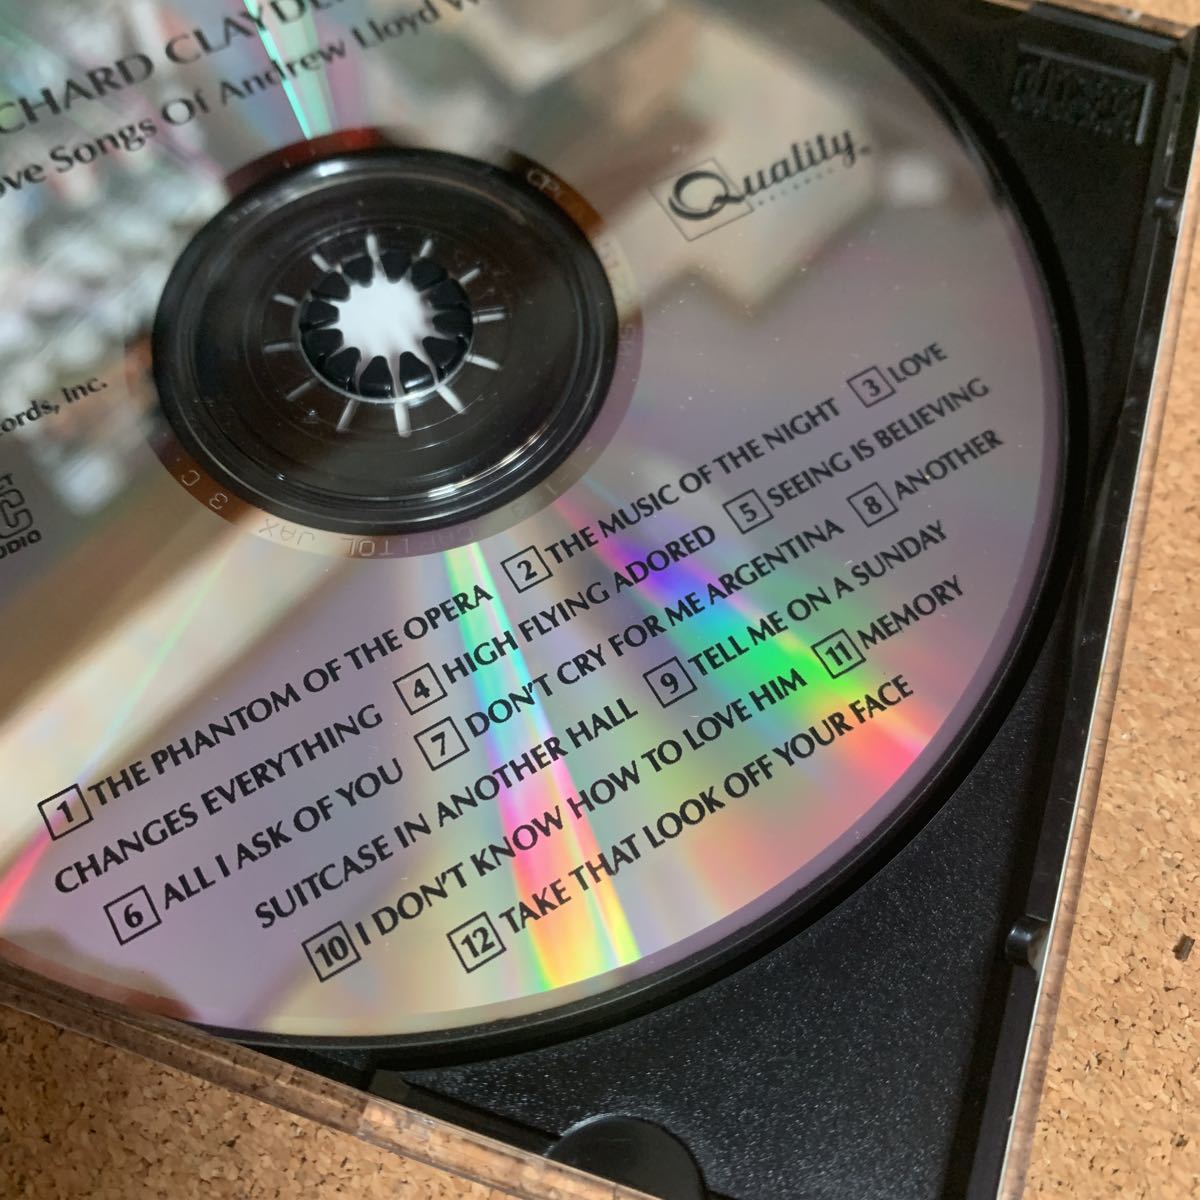 CHARD CLAYDE
ove Songs Of Andrew Lloyd W
Quality
RECORDS
cords, Inc.
1 THE PHANTOM OF THE OPERA 2 THE MUSIC OF THE NIGHT 3 LOVE
CHANGES EVERYTHING 4 HIGH FLYING ADORED 5 SEEING IS BELIEVING
6 ALL I ASK OF YOU 7 DON'T CRY FOR ME ARGENTINA 8 ANOTHER
SUITCASE IN ANOTHER HALL 9 TELL ME ON A SUNDAY
10 I DON'T KNOW HOW TO LOVE HIM 11 MEMORY
12 TAKE THAT LOOK OFF YOUR FACE